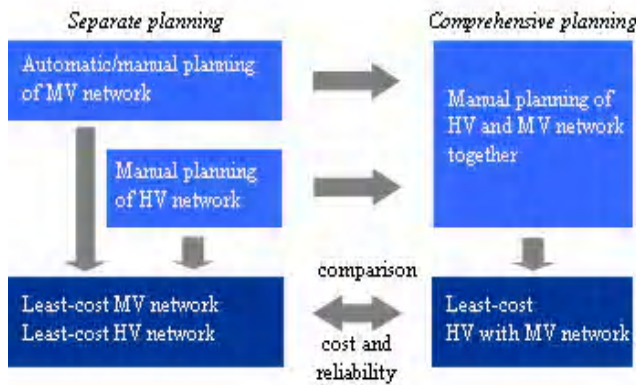 Separate planning
Comprehensive planning
Automatic/manual planning
of MV network
Manual planning of
HV and MV network
together
Manual planning
of HV network
comparison
Least-cost MV network
Least-cost HV network
Least-cost
HV with MV network
cost and
reliability